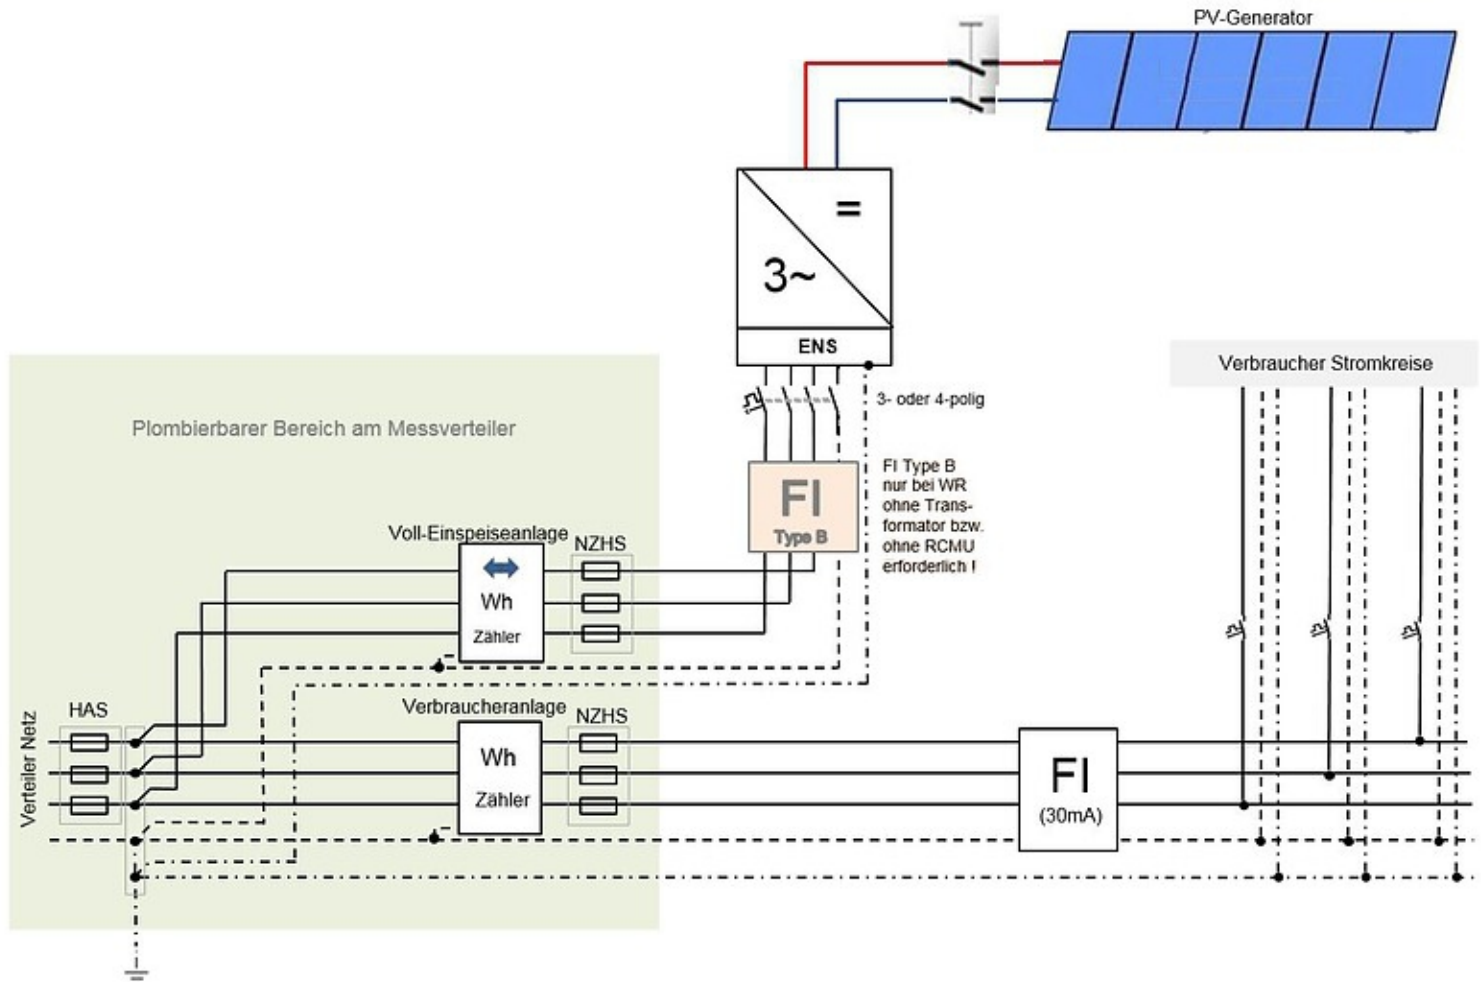 PV-Generator
=
3~
ENS
Verbraucher Stromkreise
3- oder 4-polig
Plombierbarer Bereich am Messverteiler
FI
Type B
FI Type B
nur bei WR
ohne Trans-
formator bzw.
ohne RCMU
erforderlich !
Voll-Einspeiseanlage
NZHS
Wh
Zähler
HAS
Verbraucheranlage
NZHS
Verteiler Netz
Wh
Zähler
FI
(30mA)